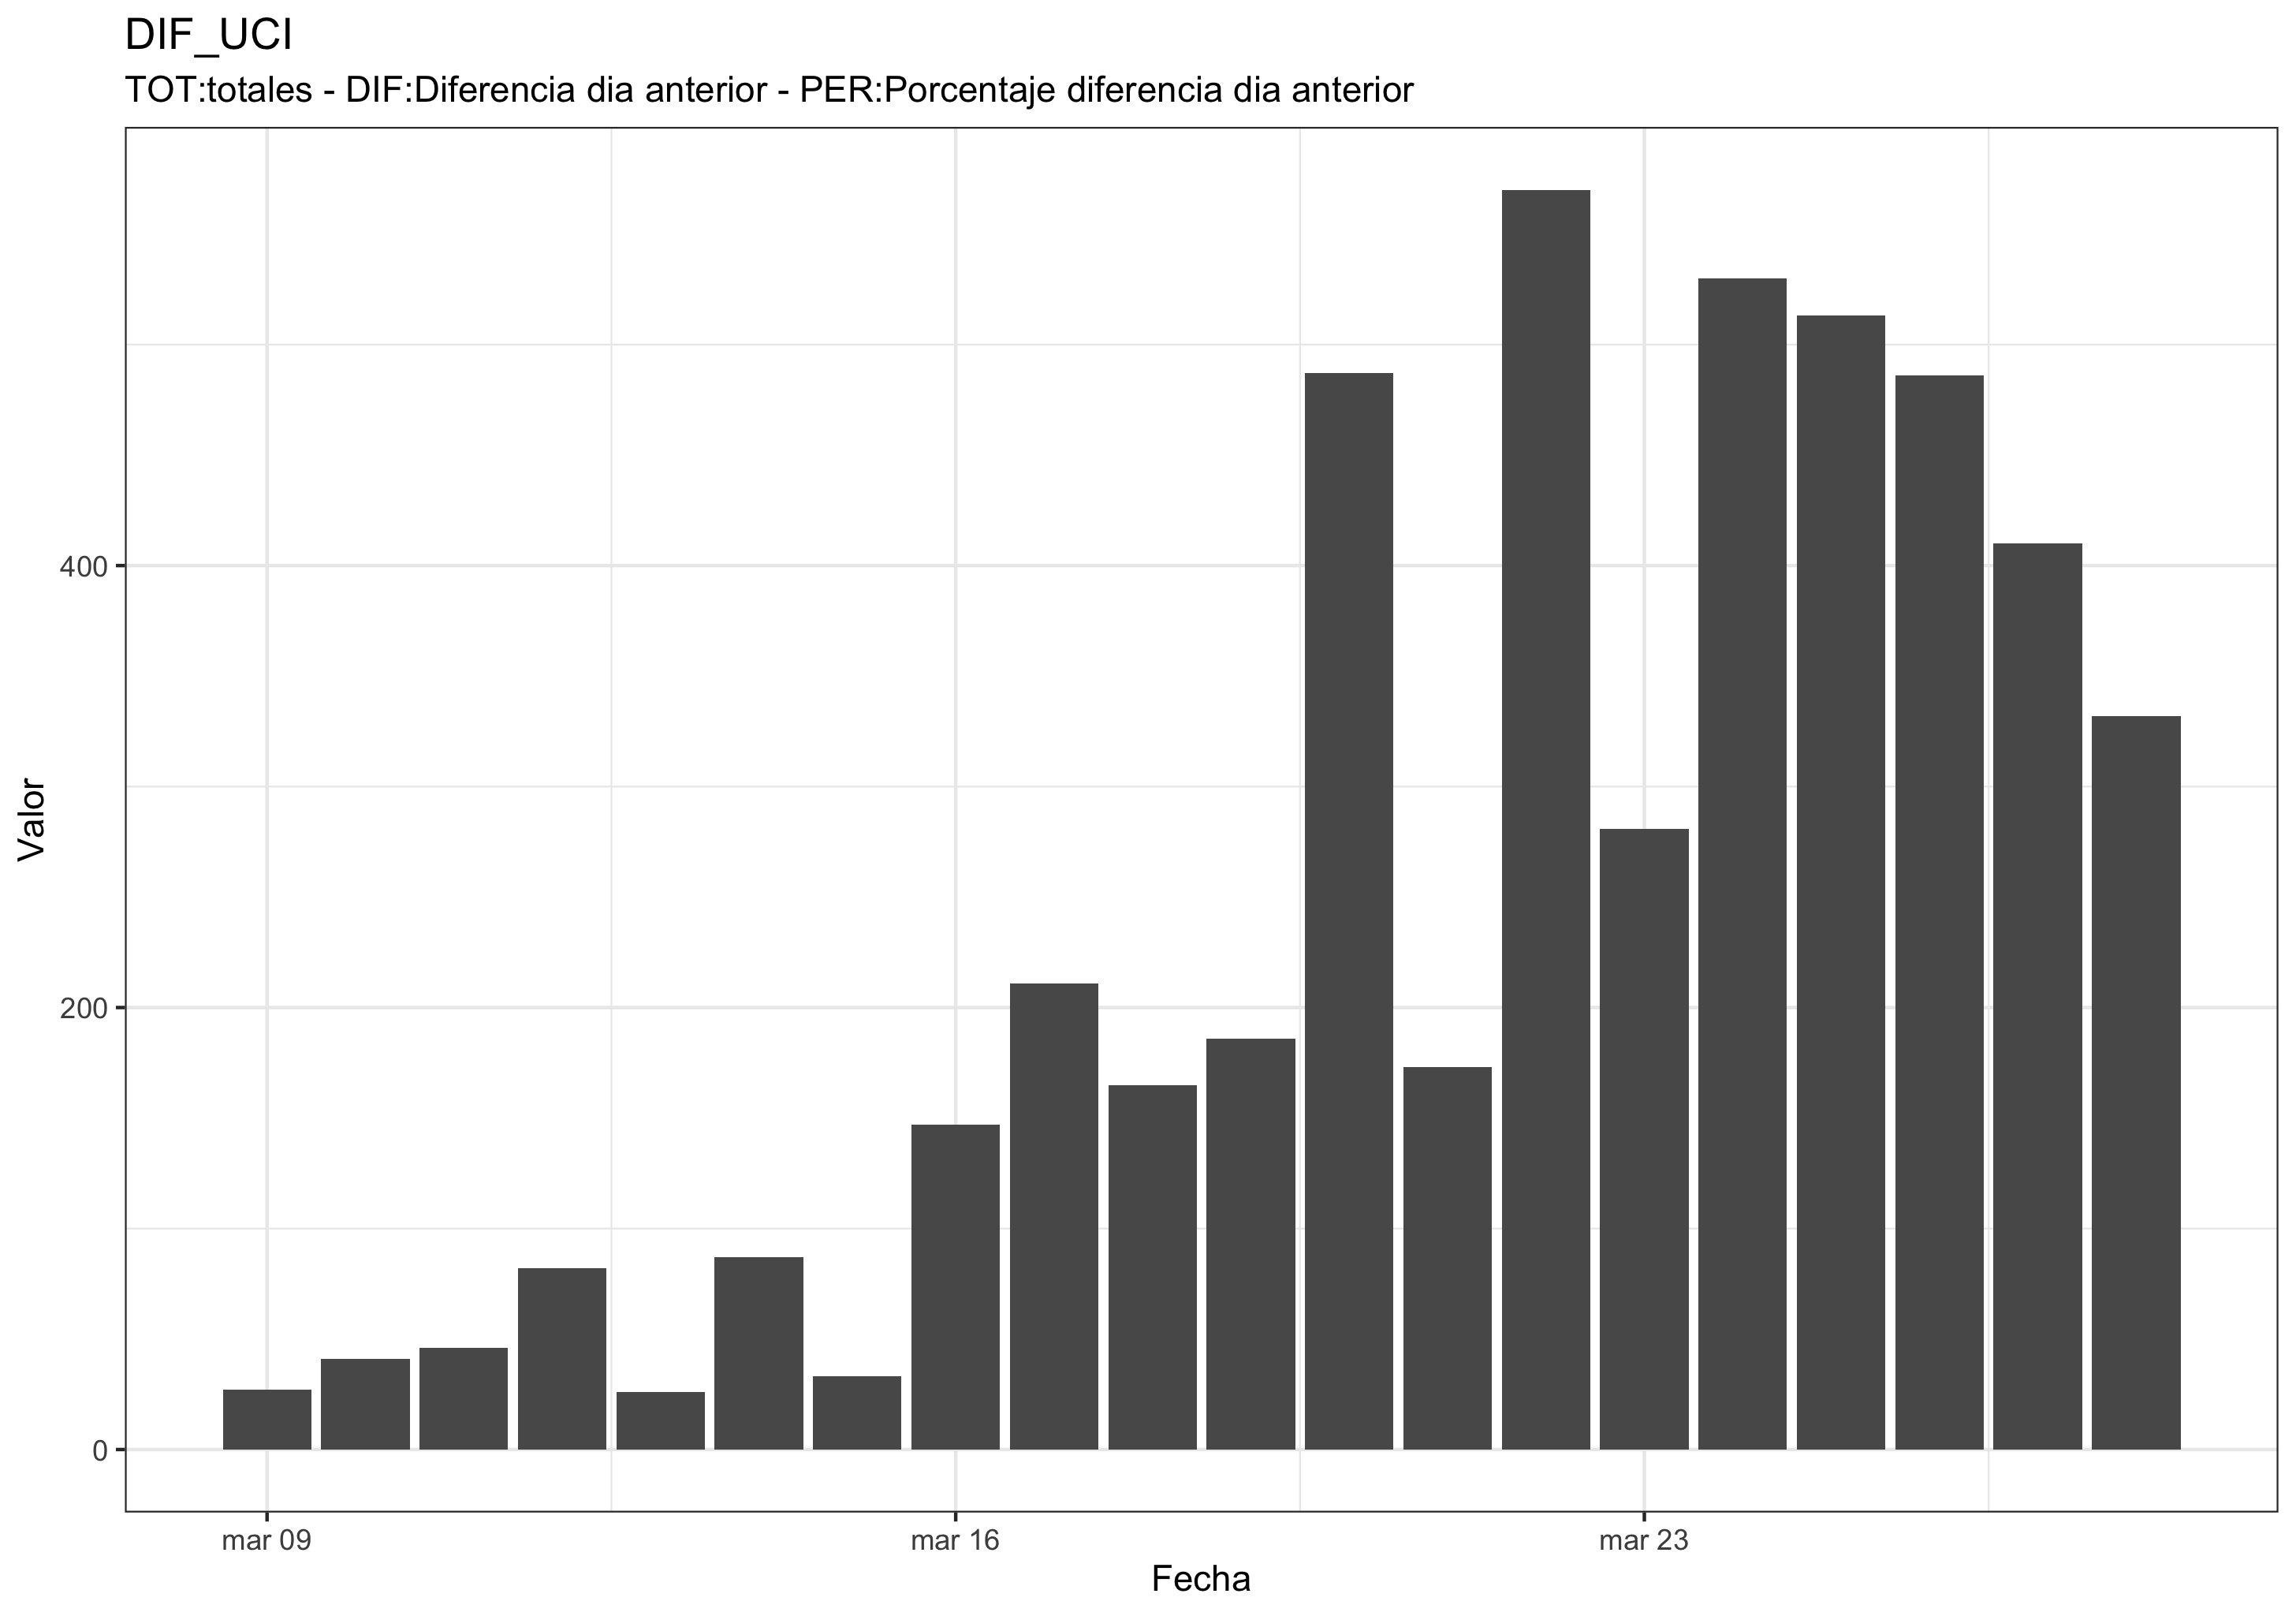 DIF_UCI
TOT:totales - DIF:Diferencia dia anterior - PER:Porcentaje diferencia dia anterior
Valor
400
200
0
mar 09
mar 16
mar 23
Fecha